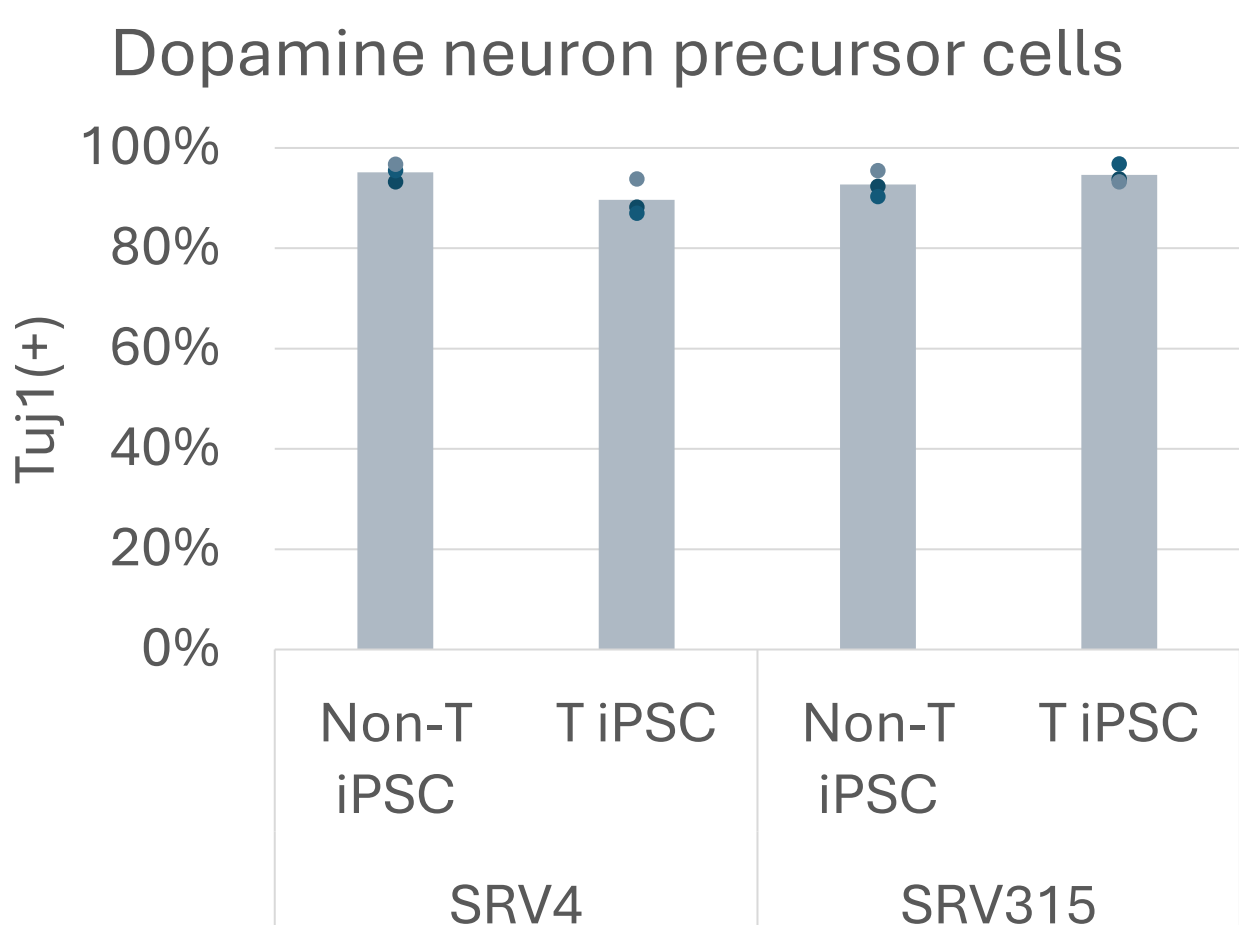 Dopamine neuron precursor cells
100%
80%
60%
40%
20%
0%
Tuj1(+)
Non-T
iPSC
T iPSC
Non-T
iPSC
T iPSC
SRV4
SRV315